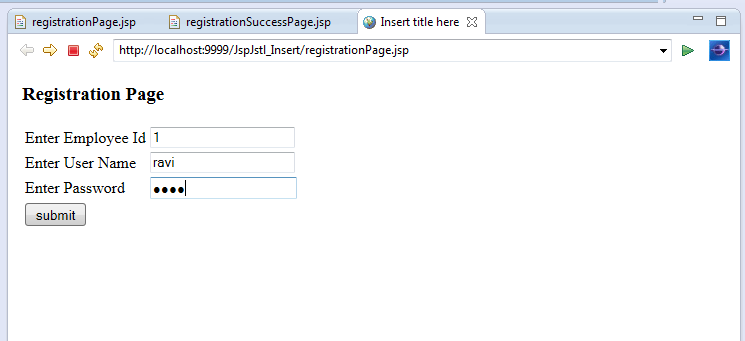 registrationPage.jsp registrationSuccessPage.jsp Insert title here
http://localhost:9999/JspJstl_Insert/registrationPage.jsp
Registration Page
Enter Employee Id 1
Enter User Name ravi
Enter Password ●●●●
submit